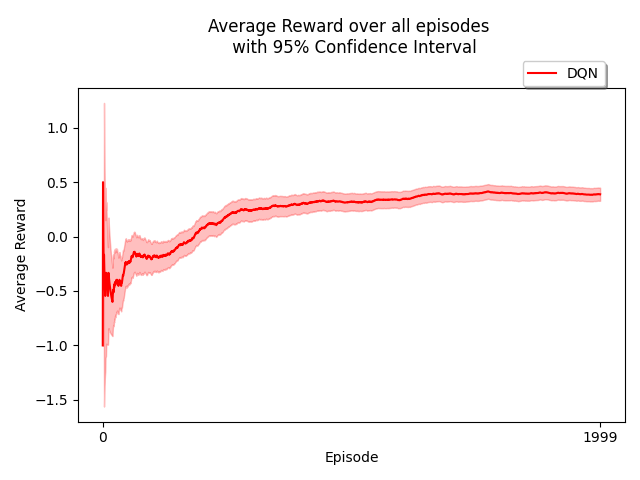 Average Reward over all episodes
with 95% Confidence Interval
DQN
1.0
0.5
0.0
−0.5
−1.0
−1.5
Average Reward
0
1999
Episode